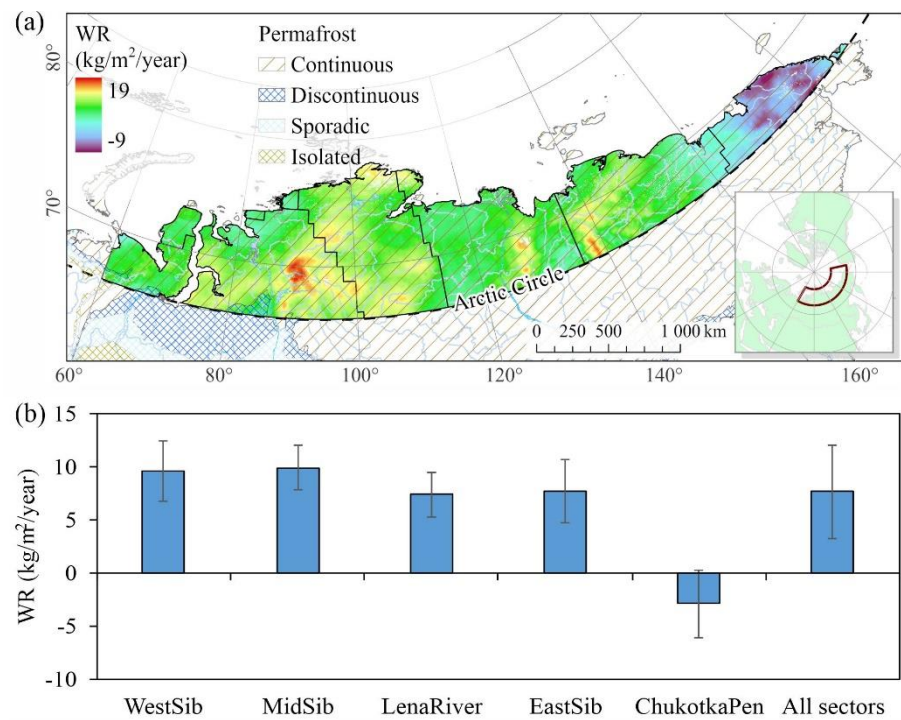 (a)
WR
(kg/m²/year)
19
-9
Permafrost
Continuous
Discontinuous
Sporadic
Isolated
80°
70°
Arctic Circle
0 250 500 1 000 km
60° 80° 100° 120° 140° 160°
(b)
WR (kg/m²/year)
15
10
5
0
-5
-10
WestSib MidSib LenaRiver EastSib ChukotkaPen All sectors